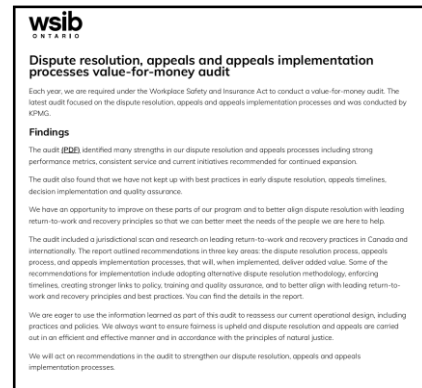 wsib
ONTARIO
Dispute resolution, appeals and appeals implementation
processes value-for-money audit
Each year, we are required under the Workplace Safety and Insurance Act to conduct a value-for-money audit. The
latest audit focused on the dispute resolution, appeals and appeals implementation processes and was conducted by
KPMG.
Findings
The audit (PDF) identified many strengths in our dispute resolution and appeals processes including strong
performance metrics, consistent service and current initiatives recommended for continued expansion.
The audit also found that we have not kept up with best practices in early dispute resolution, appeals timelines,
decision implementation and quality assurance.
We have an opportunity to improve on these parts of our program and to better align dispute resolution with leading
return-to-work and recovery principles so that we can better meet the needs of the people we are here to help.
The audit included a jurisdictional scan and research on leading return-to-work and recovery practices in Canada and
internationally. The report outlined recommendations in three key areas: the dispute resolution process, appeals
process, and appeals implementation processes, that will, when implemented, deliver added value. Some of the
recommendations for implementation include adopting alternative dispute resolution methodology, enforcing
timelines, creating stronger links to policy, training and quality assurance, and to better align with leading return-to-
work and recovery principles and best practices. You can find the details in the report.
We are eager to use the information learned as part of this audit to reassess our current operational design, including
practices and policies. We always want to ensure fairness is upheld and dispute resolution and appeals are carried
out in an efficient and effective manner and in accordance with the principles of natural justice.
We will act on recommendations in the audit to strengthen our dispute resolution, appeals and appeals
implementation processes.